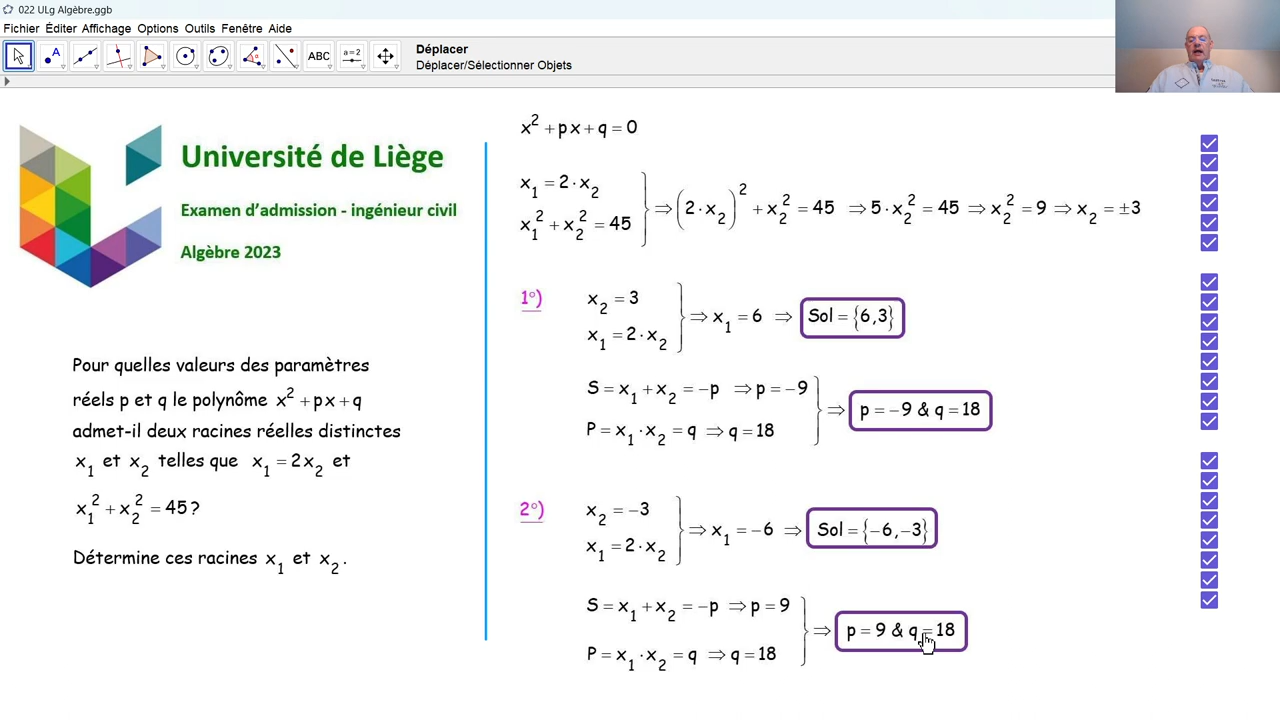 022 ULg Algèbre.ggb
Fichier Éditer Affichage Options Outils Fenêtre Aide
A ABC a=2 Déplacer
Déplacer/Sélectionner Objets
Université de Liège
Examen d'admission - ingénieur civil
Algèbre 2023
Pour quelles valeurs des paramètres
réels p et q le polynôme x² + px + q
admet-il deux racines réelles distinctes
x₁ et x₂ telles que x₁ = 2x₂ et
x₁² + x₂² = 45 ?
Détermine ces racines x₁ et x₂.
x² + px + q = 0
x₁ = 2·x₂
x₁² + x₂² = 45 } ⇒ (2·x₂)² + x₂² = 45 ⇒ 5·x₂² = 45 ⇒ x₂² = 9 ⇒ x₂ = ±3
1°) x₂ = 3
x₁ = 2·x₂ } ⇒ x₁ = 6 ⇒ Sol = {6,3}
S = x₁ + x₂ = −p ⇒ p = −9
P = x₁·x₂ = q ⇒ q = 18 } ⇒ p = −9 & q = 18
2°) x₂ = −3
x₁ = 2·x₂ } ⇒ x₁ = −6 ⇒ Sol = {−6,−3}
S = x₁ + x₂ = −p ⇒ p = 9
P = x₁·x₂ = q ⇒ q = 18 } ⇒ p = 9 & q = 18